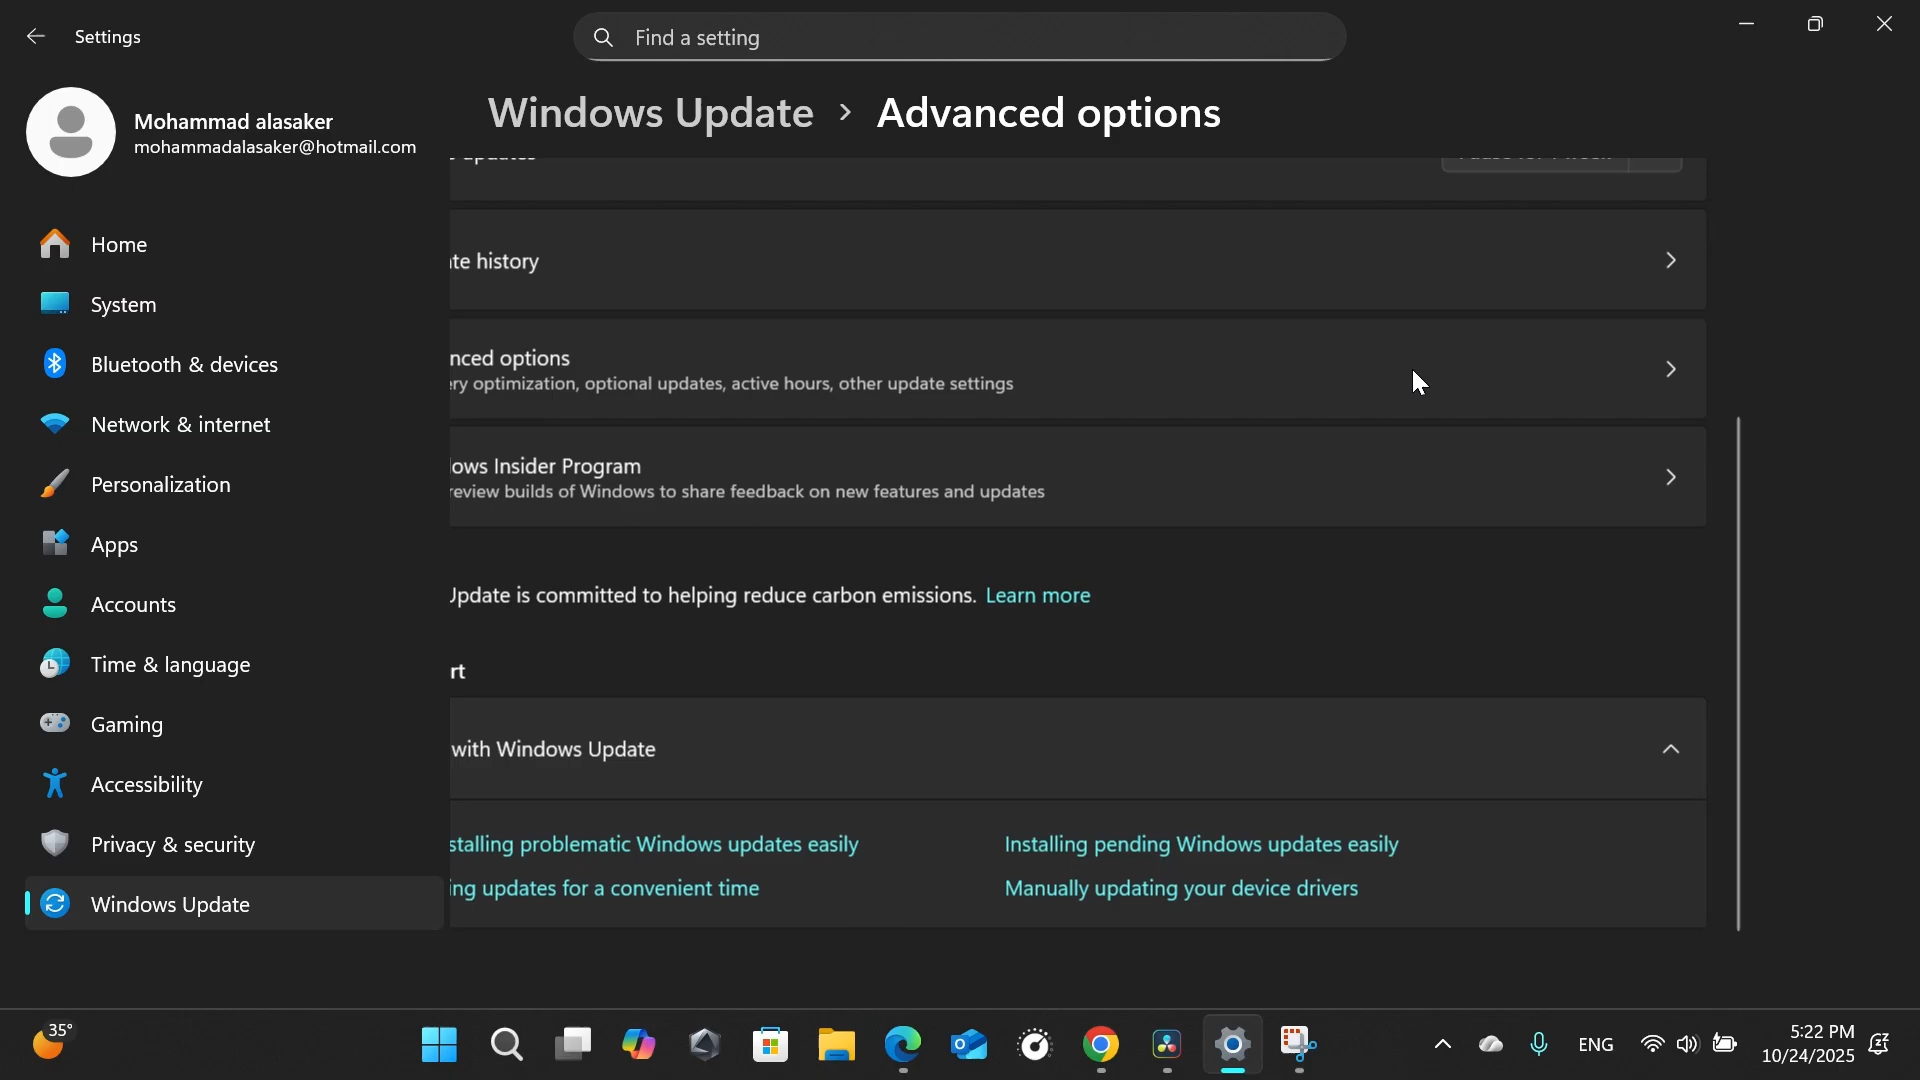 Settings
Find a setting
Mohammad alasaker
mohammadalasaker@hotmail.com
Windows Update > Advanced options
te history
nced options
ery optimization, optional updates, active hours, other update settings
lows Insider Program
review builds of Windows to share feedback on new features and updates
Update is committed to helping reduce carbon emissions. Learn more
rt
with Windows Update
stalling problematic Windows updates easily
Installing pending Windows updates easily
ing updates for a convenient time
Manually updating your device drivers
Home
System
Bluetooth & devices
Network & internet
Personalization
Apps
Accounts
Time & language
Gaming
Accessibility
Privacy & security
Windows Update
35°
ENG
5:22 PM
10/24/2025